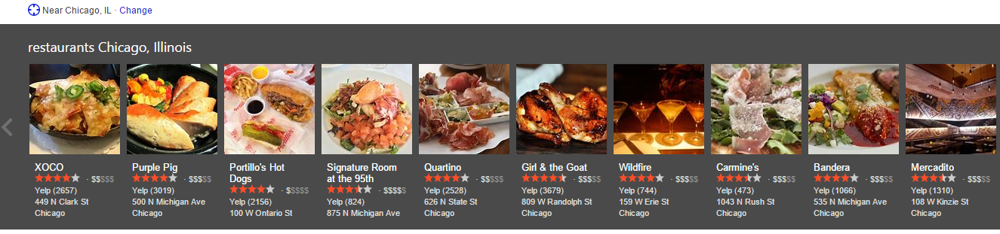 Near Chicago, IL · Change
restaurants Chicago, Illinois
XOCO
· $$$$$
Yelp (2657)
449 N Clark St
Chicago
Purple Pig
· $$$$$
Yelp (3019)
500 N Michigan Ave
Chicago
Portillo's Hot
Dogs
· $$$$$
Yelp (2156)
100 W Ontario St
Signature Room
at the 95th
· $$$$$
Yelp (824)
875 N Michigan Ave
Quartino
· $$$$$
Yelp (2528)
626 N State St
Chicago
Girl & the Goat
· $$$$$
Yelp (3679)
809 W Randolph St
Chicago
Wildfire
· $$$$$
Yelp (744)
159 W Erie St
Chicago
Carmine's
· $$$$$
Yelp (473)
1043 N Rush St
Chicago
Bandera
· $$$$$
Yelp (1066)
535 N Michigan Ave
Chicago
Mercadito
· $$$$$
Yelp (1310)
108 W Kinzie St
Chicago